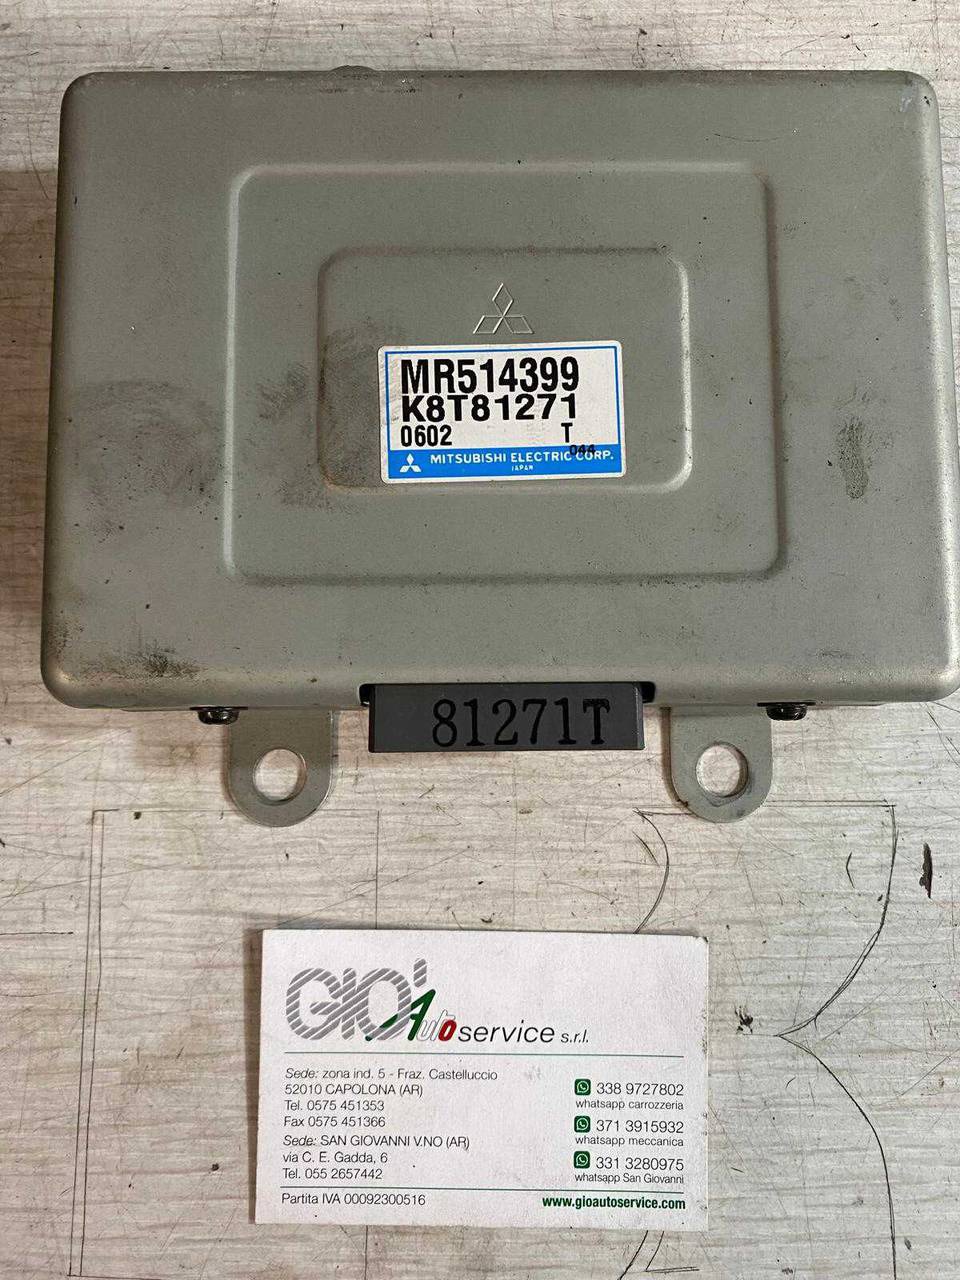 MR514399
K8T81271
0602 T
044
MITSUBISHI ELECTRIC CORP.
JAPAN
81271T
GIO' Autoservice s.r.l.
Sede: zona ind. 5 - Fraz. Castelluccio
52010 CAPOLONA (AR)
Tel. 0575 451353
Fax 0575 451366
Sede: SAN GIOVANNI V.NO (AR)
via C. E. Gadda, 6
Tel. 055 2657442
Partita IVA 00092300516
338 9727802
whatsapp carrozzeria
371 3915932
whatsapp meccanica
331 3280975
whatsapp San Giovanni
www.gioautoservice.com